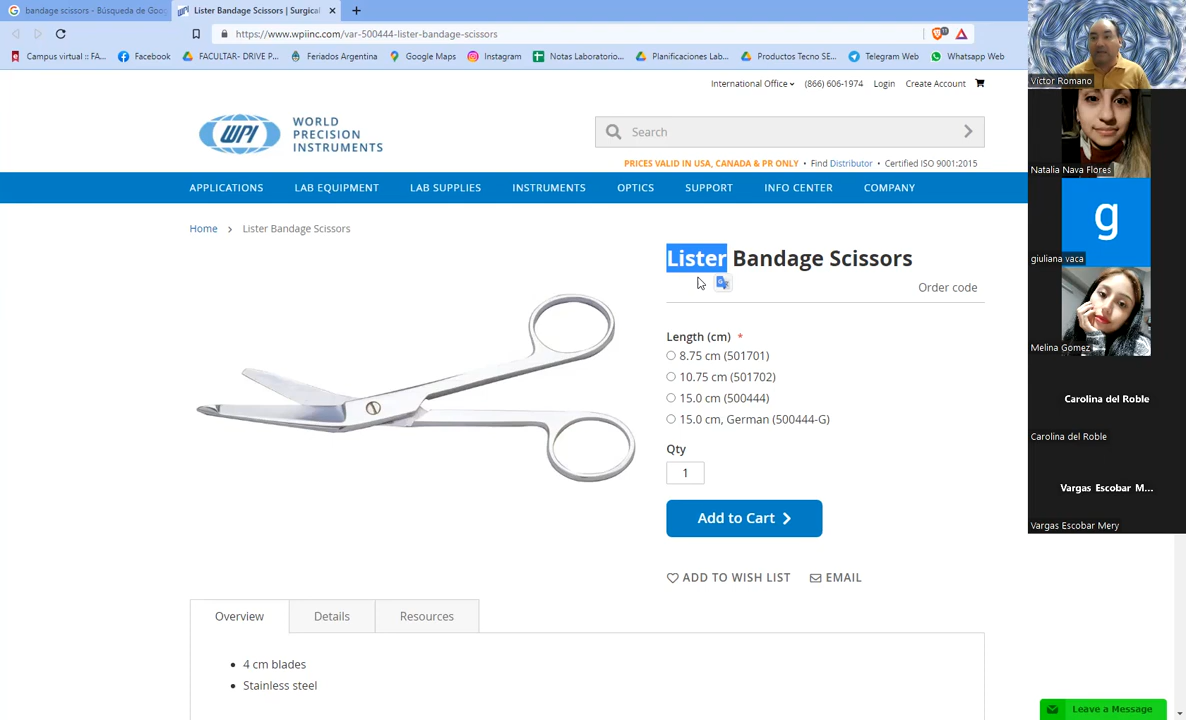 bandage scissors - Búsqueda de Goo
Lister Bandage Scissors | Surgical
https://www.wpiinc.com/var-500444-lister-bandage-scissors
Campus virtual :: FA...
Facebook
FACULTAR- DRIVE P...
Feriados Argentina
Google Maps
Instagram
Notas Laboratorio...
Planificaciones Lab...
Productos Tecno SE...
Telegram Web
Whatsapp Web
International Office
(866) 606-1974
Login
Create Account
WPI
WORLD
PRECISION
INSTRUMENTS
Search
PRICES VALID IN USA, CANADA & PR ONLY • Find Distributor • Certified ISO 9001:2015
APPLICATIONS
LAB EQUIPMENT
LAB SUPPLIES
INSTRUMENTS
OPTICS
SUPPORT
INFO CENTER
COMPANY
Home > Lister Bandage Scissors
Lister Bandage Scissors
Order code
Length (cm) *
8.75 cm (501701)
10.75 cm (501702)
15.0 cm (500444)
15.0 cm, German (500444-G)
Qty
1
Add to Cart
ADD TO WISH LIST
EMAIL
Overview
Details
Resources
• 4 cm blades
• Stainless steel
Leave a Message
Victor Romano
Natalia Nava Flores
g
giuliana vaca
Melina Gomez
Carolina del Roble
Carolina del Roble
Vargas Escobar M...
Vargas Escobar Mery